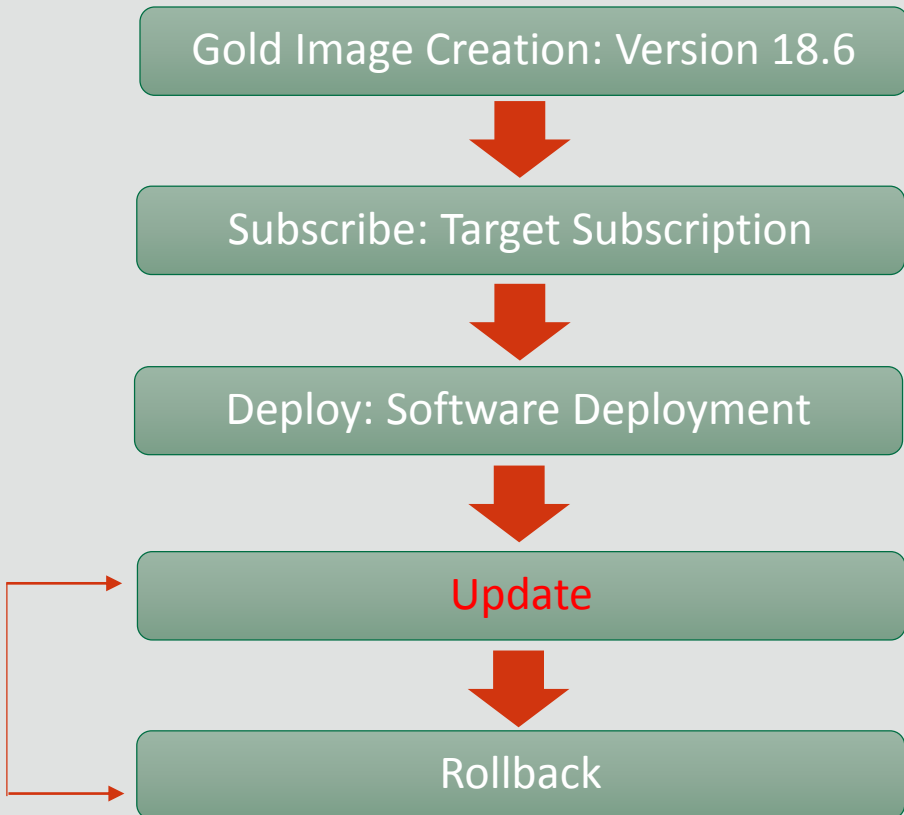 Gold Image Creation: Version 18.6
Subscribe: Target Subscription
Deploy: Software Deployment
Update
Rollback